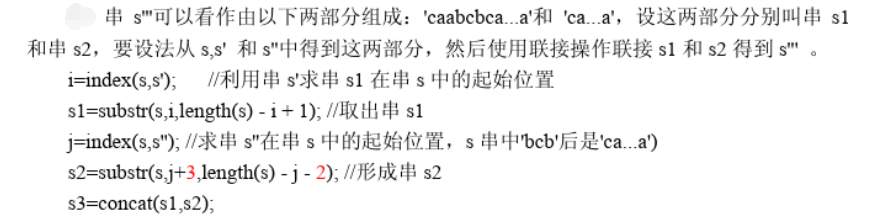 串 s'''可以看作由以下两部分组成：'caabcbca...a'和 'ca...a'，设这两部分分别叫串 s1
和串 s2，要设法从 s,s' 和 s''中得到这两部分，然后使用联接操作联接 s1 和 s2 得到 s''' 。
i=index(s,s'); //利用串 s'求串 s1 在串 s 中的起始位置
s1=substr(s,i,length(s) - i + 1); //取出串 s1
j=index(s,s''); //求串 s''在串 s 中的起始位置，s 串中'bcb'后是'ca...a')
s2=substr(s,j+3,length(s) - j - 2); //形成串 s2
s3=concat(s1,s2);